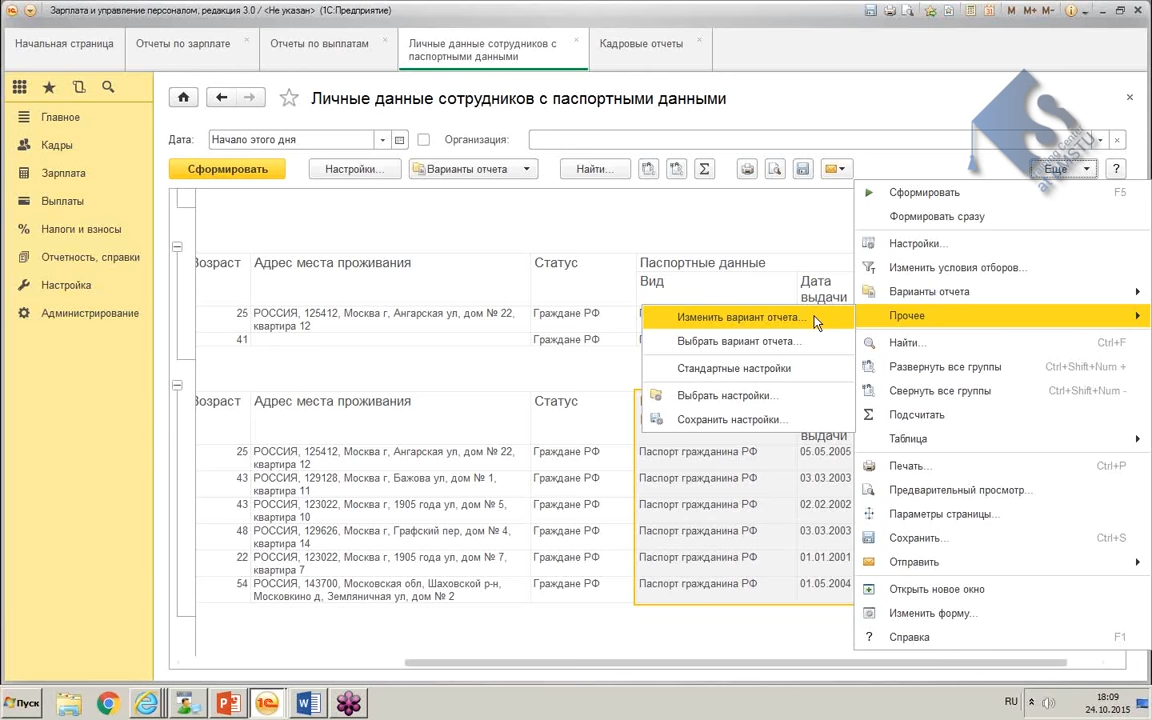 Зарплата и управление персоналом, редакция 3.0 / <Не указан> (1С:Предприятие)
M M+ M-
Начальная страница
Отчеты по зарплате
Отчеты по выплатам
Личные данные сотрудников с
паспортными данными
Кадровые отчеты
Главное
Кадры
Зарплата
Выплаты
Налоги и взносы
Отчетность, справки
Настройка
Администрирование
Личные данные сотрудников с паспортными данными
Дата:
Начало этого дня
Организация:
Сформировать
Настройки...
Варианты отчета
Найти...
Еще
?
Возраст
Адрес места проживания
Статус
Паспортные данные
Вид
Дата
выдачи
25 РОССИЯ, 125412, Москва г, Ангарская ул, дом № 22,
квартира 12
Граждане РФ
41
Граждане РФ
Возраст
Адрес места проживания
Статус
выдачи
25 РОССИЯ, 125412, Москва г, Ангарская ул, дом № 22,
квартира 12
Граждане РФ
Паспорт гражданина РФ
05.05.2005
43 РОССИЯ, 129128, Москва г, Бажова ул, дом № 1,
квартира 11
Граждане РФ
Паспорт гражданина РФ
03.03.2003
43 РОССИЯ, 123022, Москва г, 1905 года ул, дом № 5,
квартира 10
Граждане РФ
Паспорт гражданина РФ
02.02.2002
48 РОССИЯ, 129626, Москва г, Графский пер, дом № 4,
квартира 14
Граждане РФ
Паспорт гражданина РФ
03.03.2003
22 РОССИЯ, 123022, Москва г, 1905 года ул, дом № 7,
квартира 7
Граждане РФ
Паспорт гражданина РФ
01.01.2001
54 РОССИЯ, 143700, Московская обл, Шаховской р-н,
Московкино д, Земляничная ул, дом № 2
Граждане РФ
Паспорт гражданина РФ
01.05.2004
Изменить вариант отчета...
Выбрать вариант отчета...
Стандартные настройки
Выбрать настройки...
Сохранить настройки...
Сформировать F5
Формировать сразу
Настройки...
Изменить условия отборов...
Варианты отчета
Прочее
Найти... Ctrl+F
Развернуть все группы Ctrl+Shift+Num +
Свернуть все группы Ctrl+Shift+Num -
Подсчитать
Таблица
Печать... Ctrl+P
Предварительный просмотр...
Параметры страницы...
Сохранить... Ctrl+S
Отправить
Открыть новое окно
Изменить форму...
Справка F1
Пуск
RU
18:09
24.10.2015